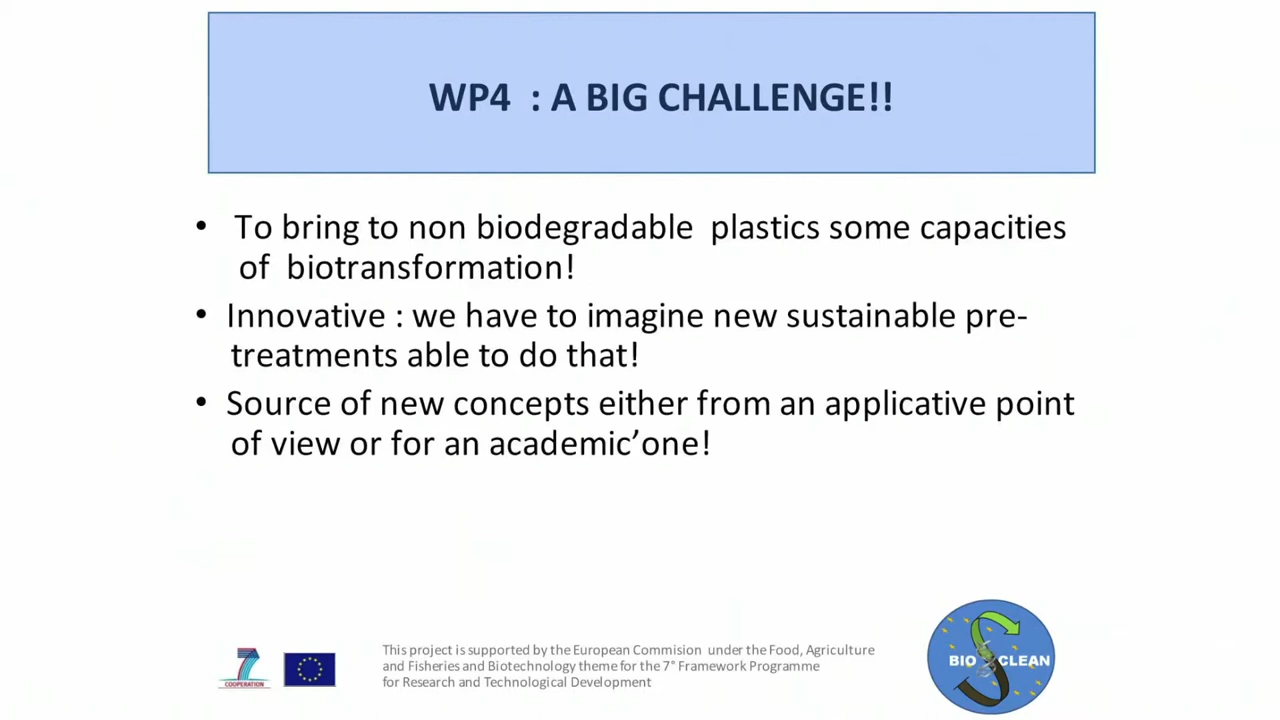 WP4 : A BIG CHALLENGE!!
• To bring to non biodegradable plastics some capacities
of biotransformation!
• Innovative : we have to imagine new sustainable pre-
treatments able to do that!
• Source of new concepts either from an applicative point
of view or for an academic’one!
This project is supported by the European Commision under the Food, Agriculture
and Fisheries and Biotechnology theme for the 7° Framework Programme
for Research and Technological Development
7
COOPERATION
BIO CLEAN